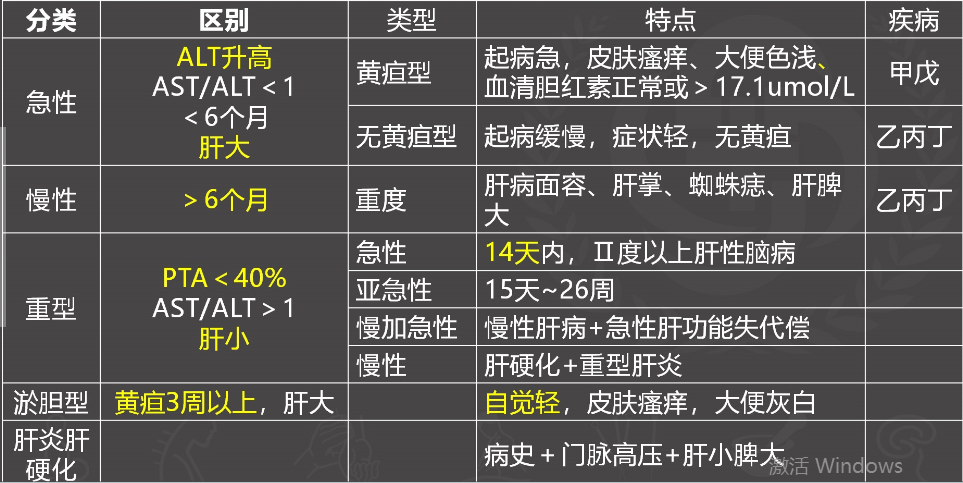 分类 区别 类型 特点 疾病
急性
ALT升高
AST/ALT＜1
＜6个月
肝大
黄疸型
起病急，皮肤瘙痒、大便色浅、
血清胆红素正常或＞17.1umol/L
甲戊
无黄疸型 起病缓慢，症状轻，无黄疸 乙丙丁
慢性 ＞6个月 重度
肝病面容、肝掌、蜘蛛痣、肝脾
大
乙丙丁
重型
PTA＜40%
AST/ALT＞1
肝小
急性 14天内，Ⅱ度以上肝性脑病
亚急性 15天~26周
慢加急性 慢性肝病+急性肝功能失代偿
慢性 肝硬化+重型肝炎
淤胆型 黄疸3周以上，肝大 自觉轻，皮肤瘙痒，大便灰白
肝炎肝
硬化
病史＋门脉高压+肝小脾大
激活 Windows